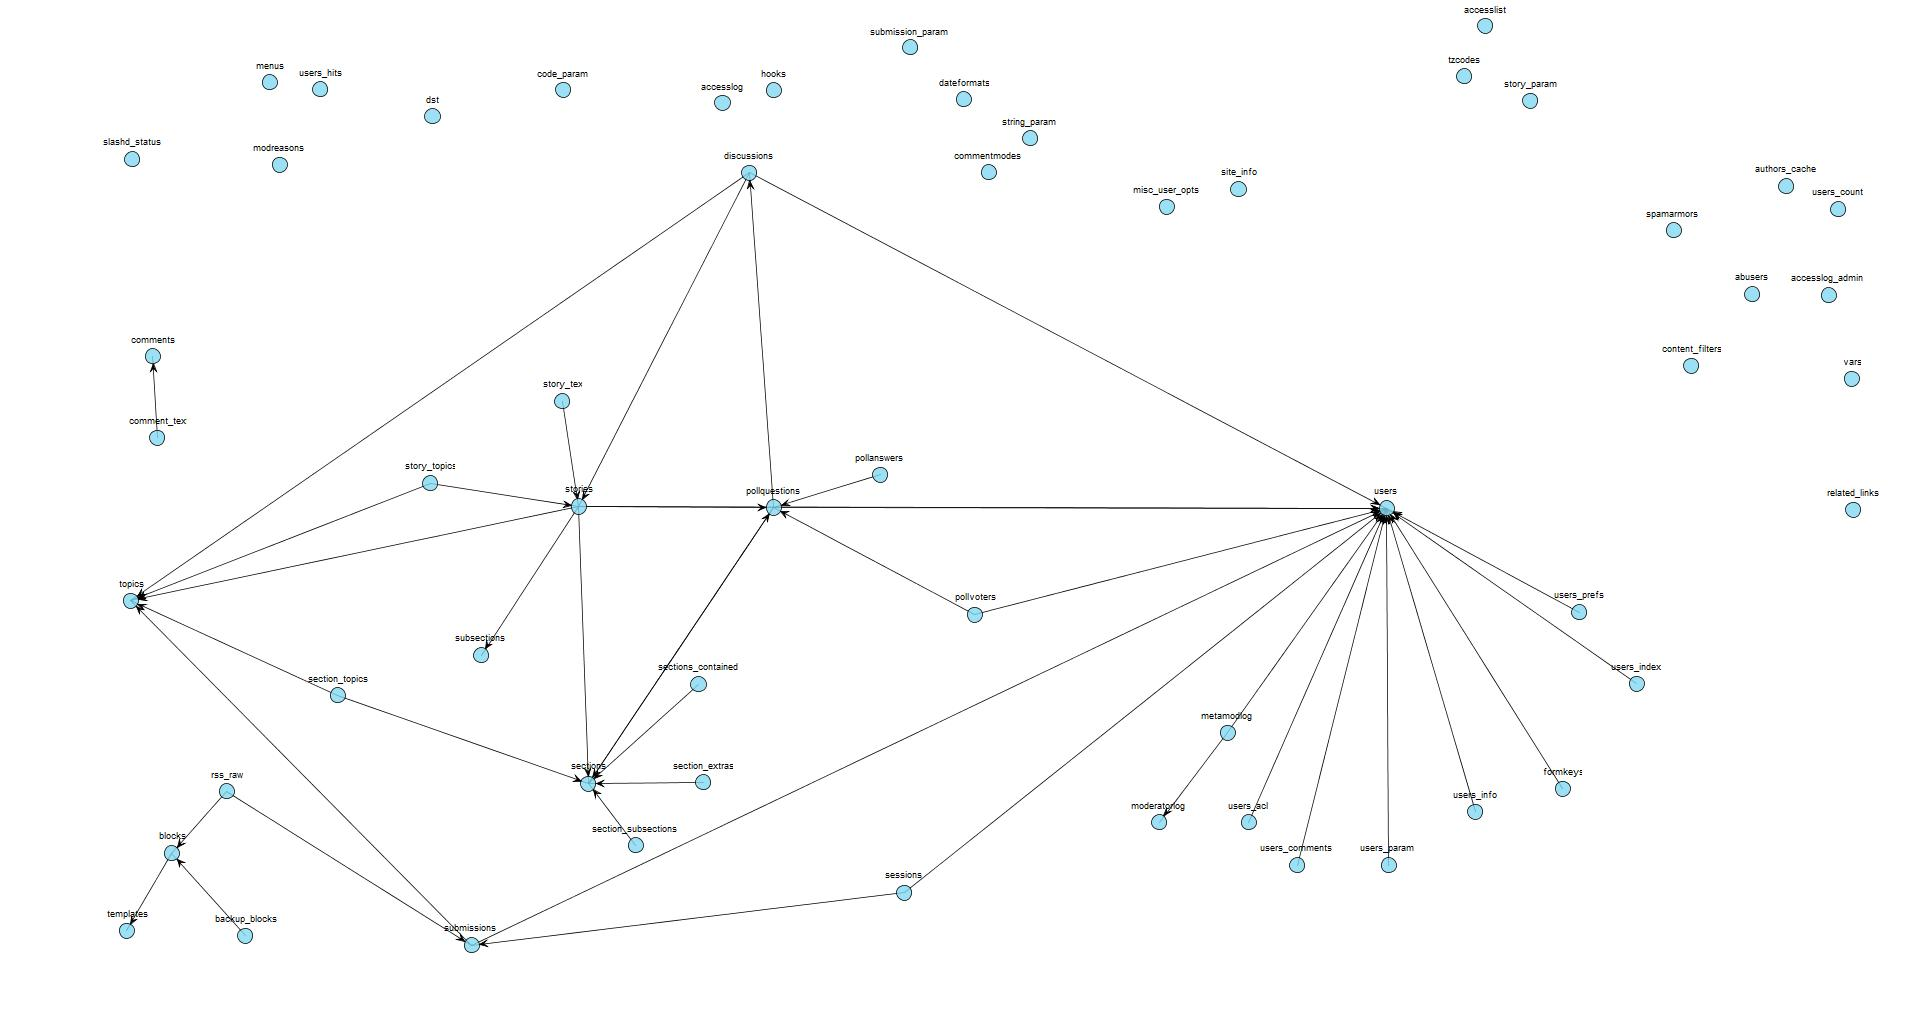 accesslist
submission_param
tzcodes
menus
users_hits
code_param
hooks
accesslog
dateformats
story_param
dst
string_param
slashd_status
modreasons
discussions
commentmodes
site_info
misc_user_opts
authors_cache
users_count
spamarmors
abusers
accesslog_admin
comments
content_filters
vars
story_tex
comment_tex
story_topics
pollanswers
stories
pollquestions
users
related_links
topics
pollvoters
users_prefs
subsections
sections_contained
users_index
section_topics
metamodlog
sections
section_extras
rss_raw
formkeys
users_info
moderatorlog
users_acl
blocks
section_subsections
users_comments
users_param
sessions
templates
backup_blocks
submissions